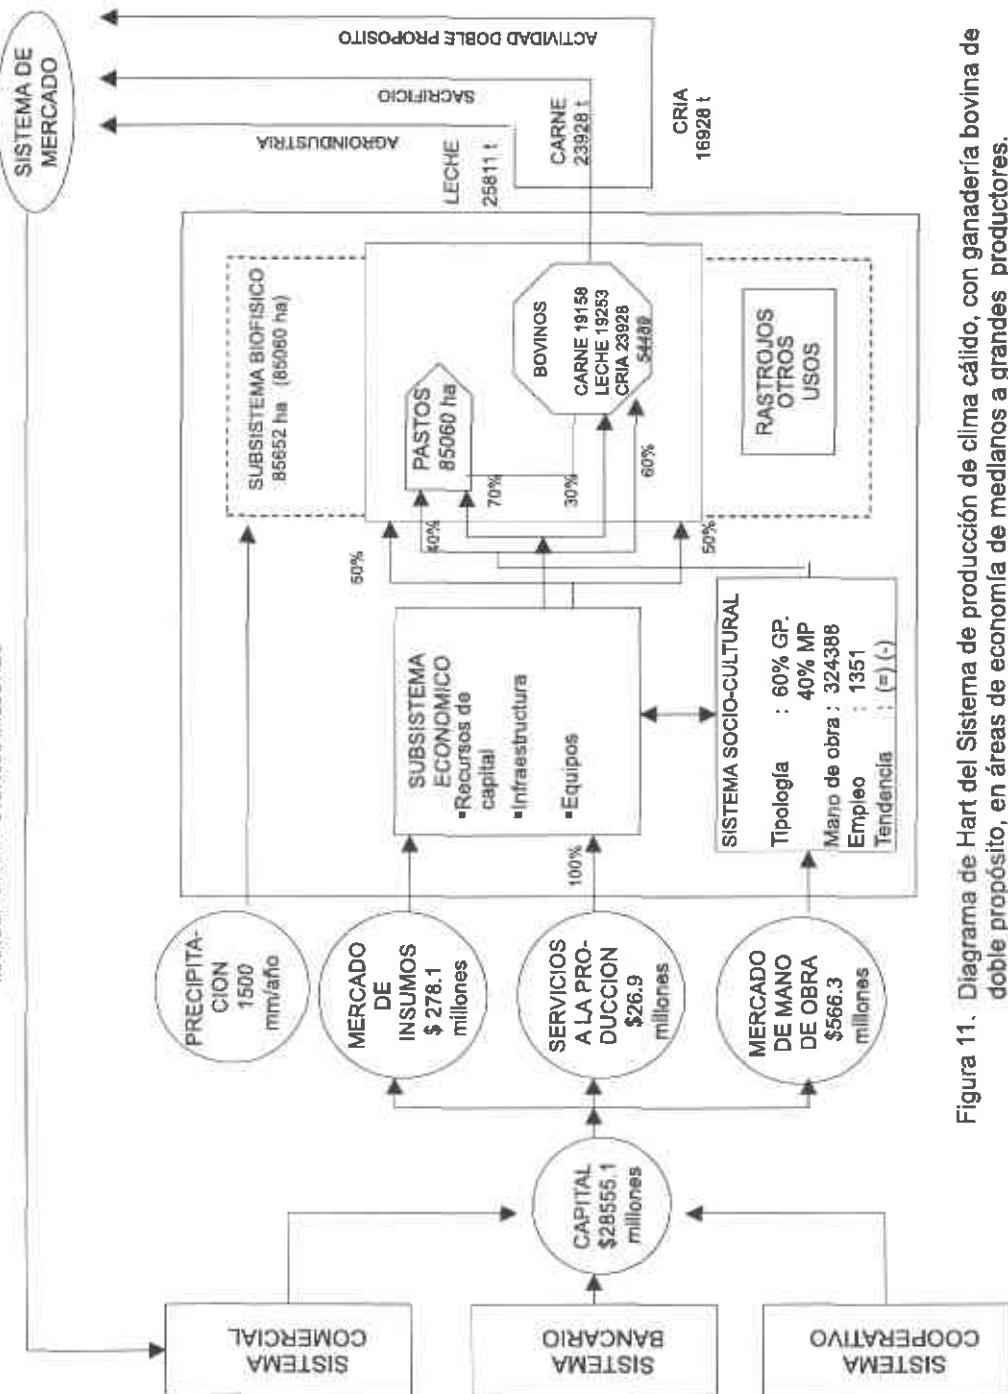 SISTEMA DE
MERCADO
ACTIVIDAD DOBLE PROPOSITO
SACRIFICIO
AGROINDUSTRIA
LECHE
25811 t
CARNE
23928 t
CRIA
16928 t
SUBSISTEMA BIOFISICO
85652 ha (85060 ha)
PASTOS
85060 ha
BOVINOS
CARNE 19158
LECHE 19253
CRIA 23928
54489
RASTROJOS
OTROS
USOS
40%
70%
30%
60%
50%
SUBSISTEMA
ECONOMICO
▪Recursos de
capital
▪Infraestructura
▪Equipos
100%
SISTEMA SOCIO-CULTURAL
Tipología : 60% GP.
40% MP
Mano de obra : 324388
Empleo : 1351
Tendencia : (=) (-)
PRECIPITA-
CION
1500
mm/año
MERCADO
DE
INSUMOS
$ 278.1
millones
SERVICIOS
A LA PRO-
DUCCION
$26.9
millones
MERCADO
DE MANO
DE OBRA
$566.3
millones
CAPITAL
$28555.1
millones
SISTEMA
COMERCIAL
SISTEMA
BANCARIO
SISTEMA
COOPERATIVO
Figura 11. Diagrama de Hart del Sistema de producción de clima cálido, con ganadería bovina de
doble propósito, en áreas de economía de medianos a grandes productores.